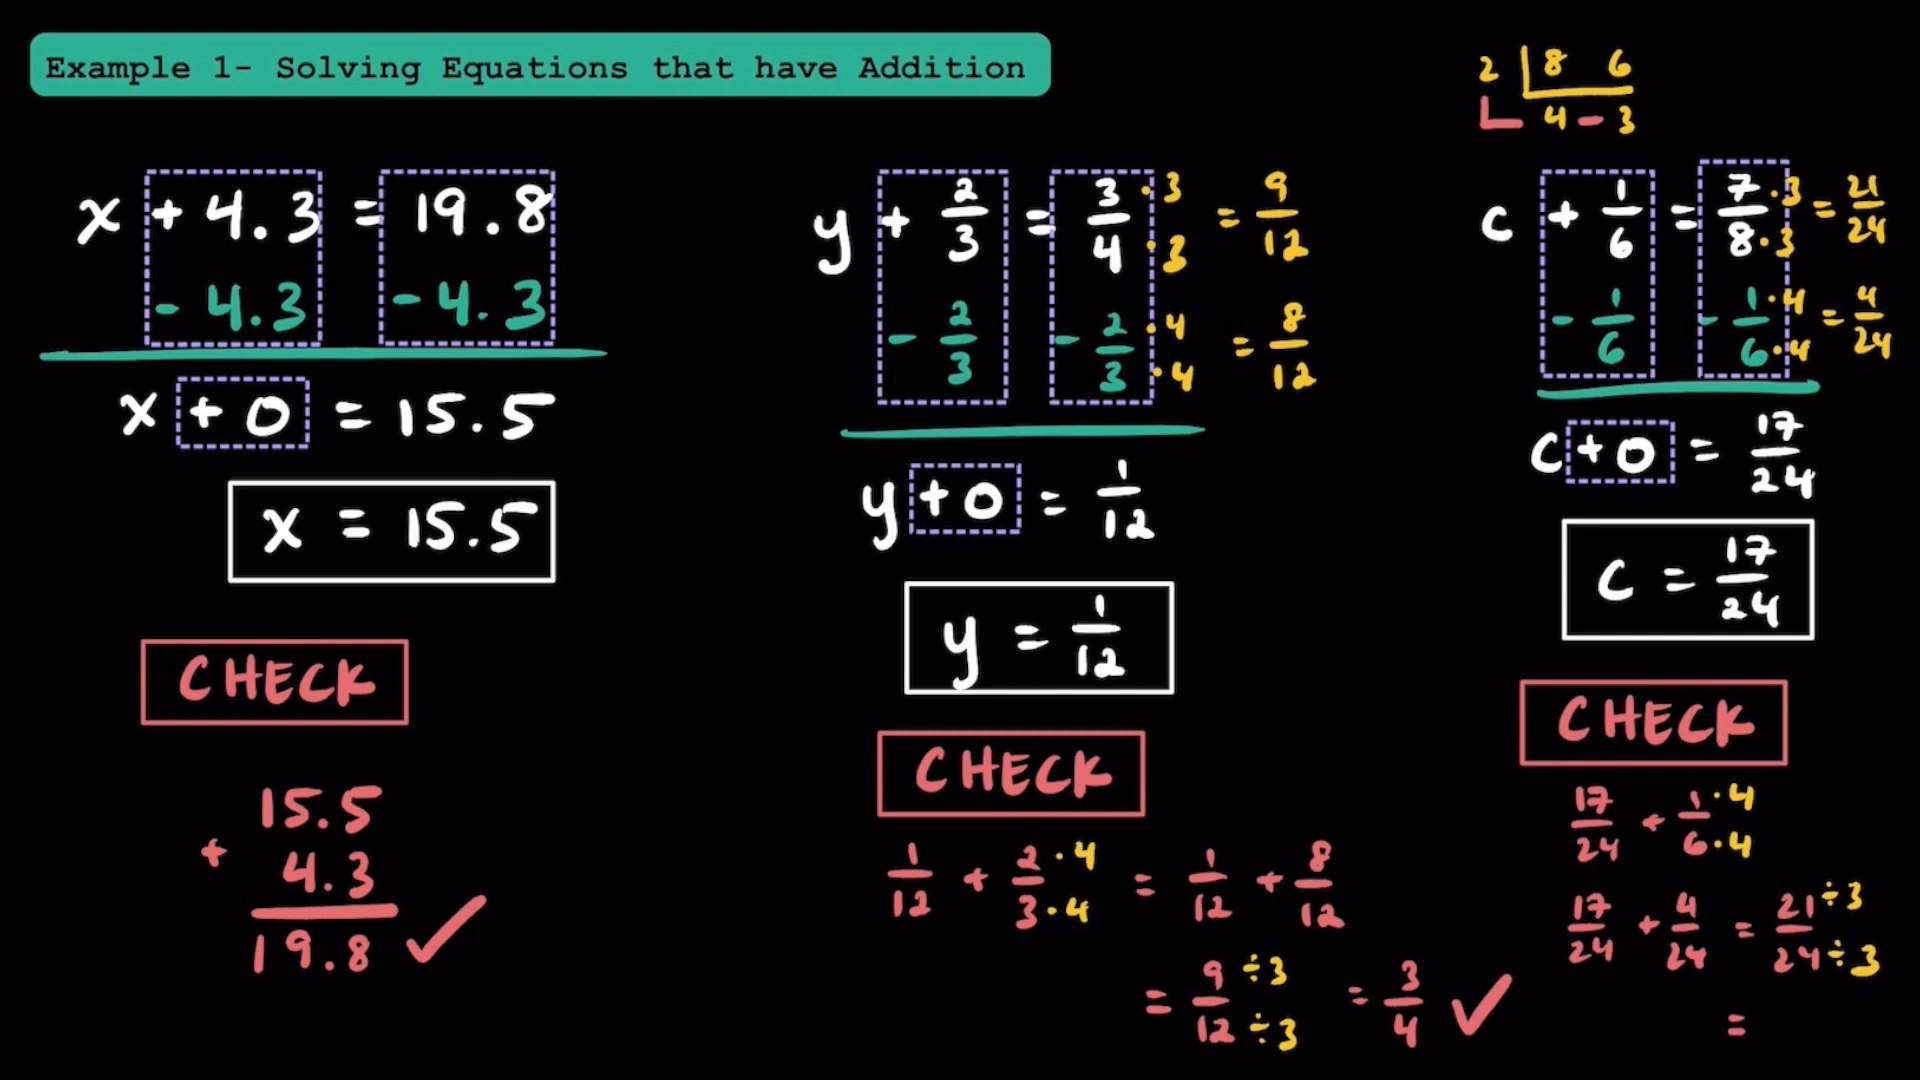 Example 1- Solving Equations that have Addition
x + 4.3 = 19.8
- 4.3 - 4.3
x + 0 = 15.5
x = 15.5
CHECK
15.5
+ 4.3
19.8 ✓
y + 2/3 = 3/4 ·3 ·3 = 9/12
- 2/3 - 2/3 ·4 ·4 = 8/12
y + 0 = 1/12
y = 1/12
CHECK
1/12 + 2/3 ·4 ·4 = 1/12 + 8/12
= 9/12 ÷3 ÷3 = 3/4 ✓
2 | 8 6
4 - 3
c + 1/6 = 7/8 ·3 ·3 = 21/24
- 1/6 - 1/6 ·4 ·4 = 4/24
c + 0 = 17/24
c = 17/24
CHECK
17/24 + 1/6 ·4 ·4
17/24 + 4/24 = 21/24 ÷3 ÷3
=